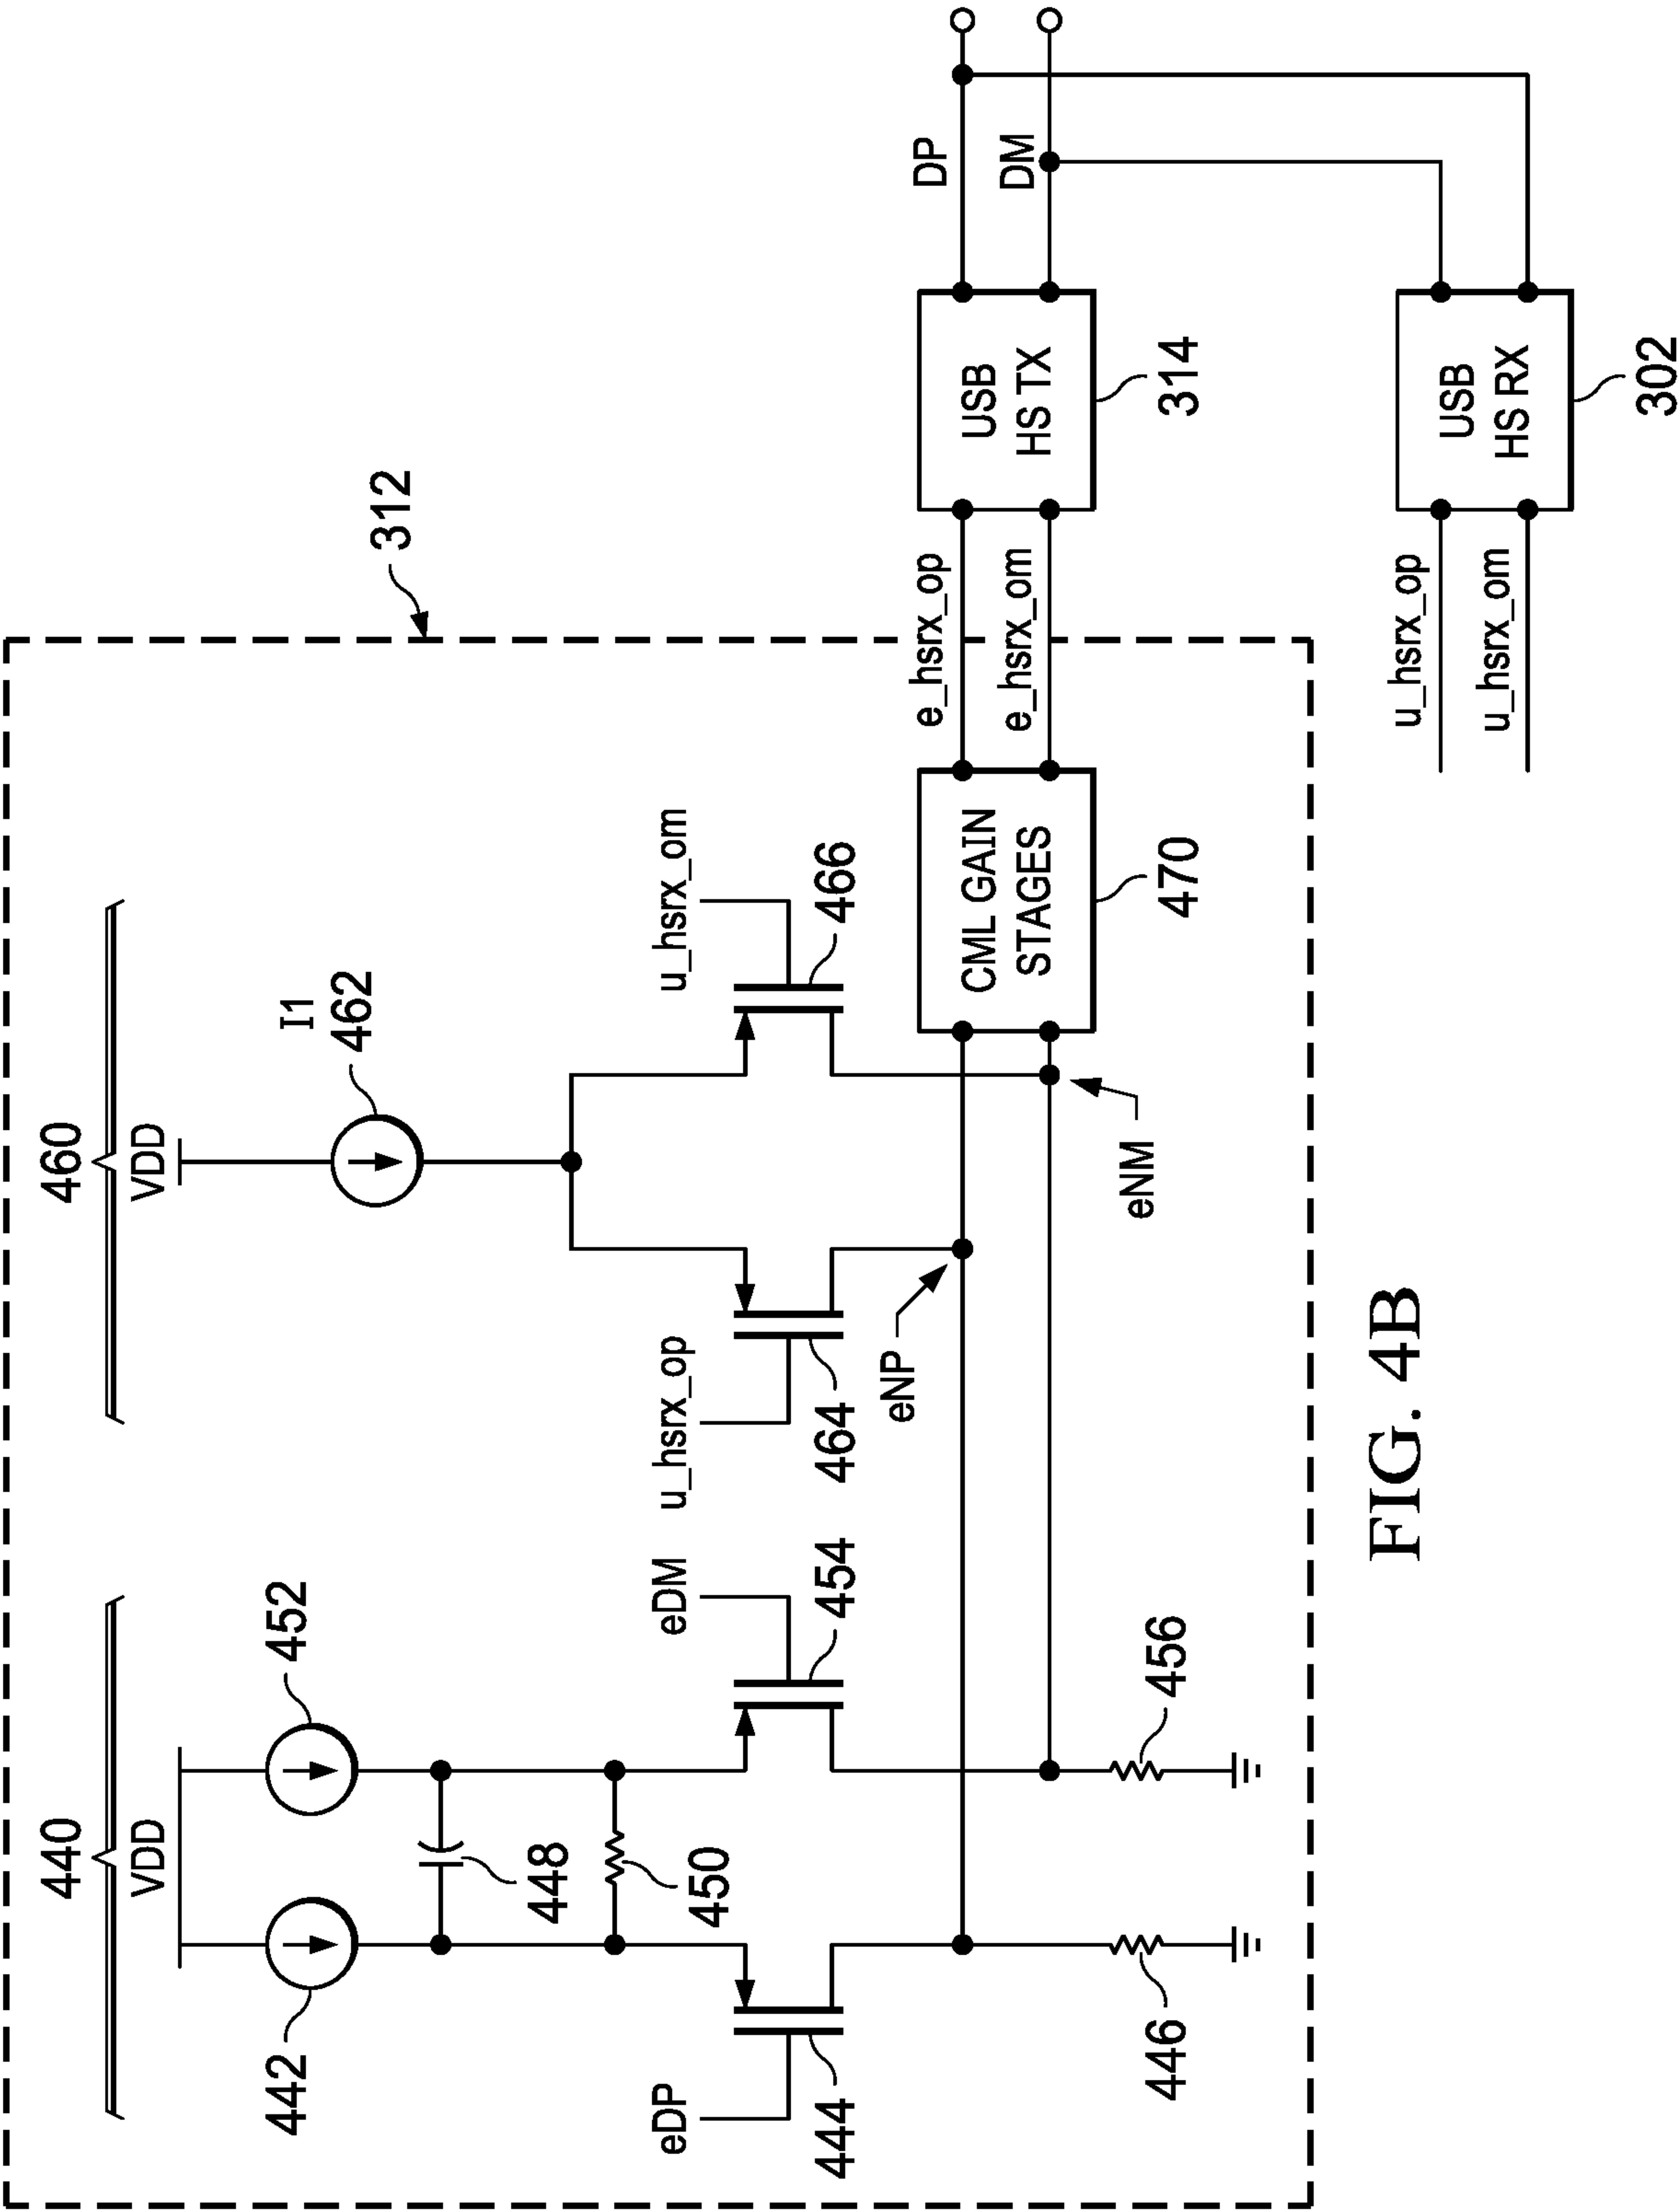 440
VDD
442
452
448
450
eDP
444
eDM
454
446
456
460
VDD
I1
462
u_hsrx_op
464
u_hsrx_om
466
eNP
eNM
312
CML GAIN
STAGES
470
e_hsrx_op
e_hsrx_om
USB
HS TX
314
DP
DM
u_hsrx_op
u_hsrx_om
USB
HS RX
302
FIG. 4B